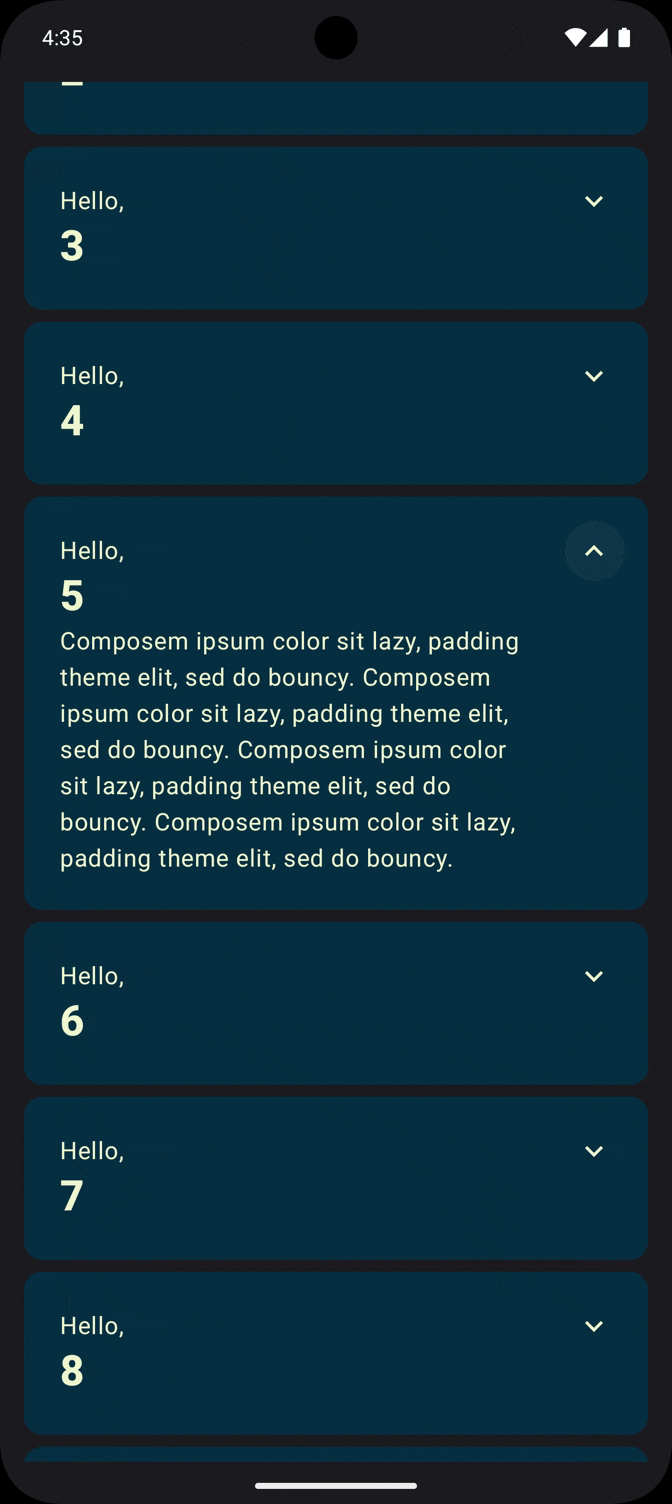 4:35
Hello,
3
Hello,
4
Hello,
5
Composem ipsum color sit lazy, padding
theme elit, sed do bouncy. Composem
ipsum color sit lazy, padding theme elit,
sed do bouncy. Composem ipsum color
sit lazy, padding theme elit, sed do
bouncy. Composem ipsum color sit lazy,
padding theme elit, sed do bouncy.
Hello,
6
Hello,
7
Hello,
8